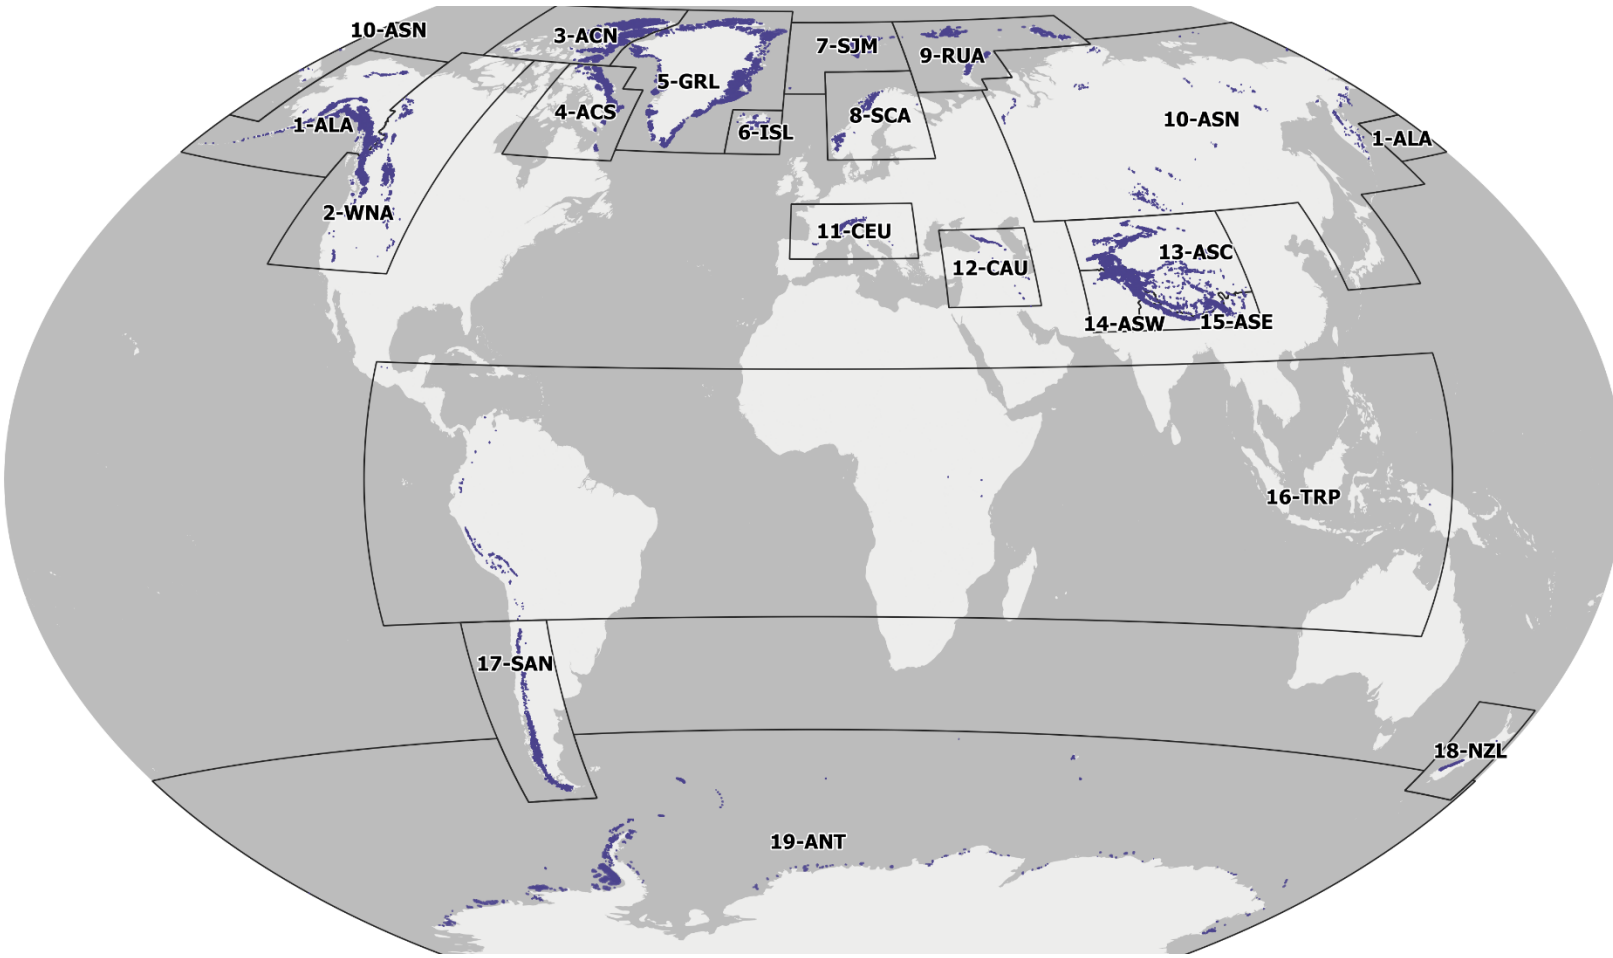 10-ASN
3-ACN
7-SJM
9-RUA
5-GRL
4-ACS
8-SCA
10-ASN
1-ALA
6-ISL
1-ALA
2-WNA
11-CEU
13-ASC
12-CAU
14-ASW
15-ASE
16-TRP
17-SAN
18-NZL
19-ANT